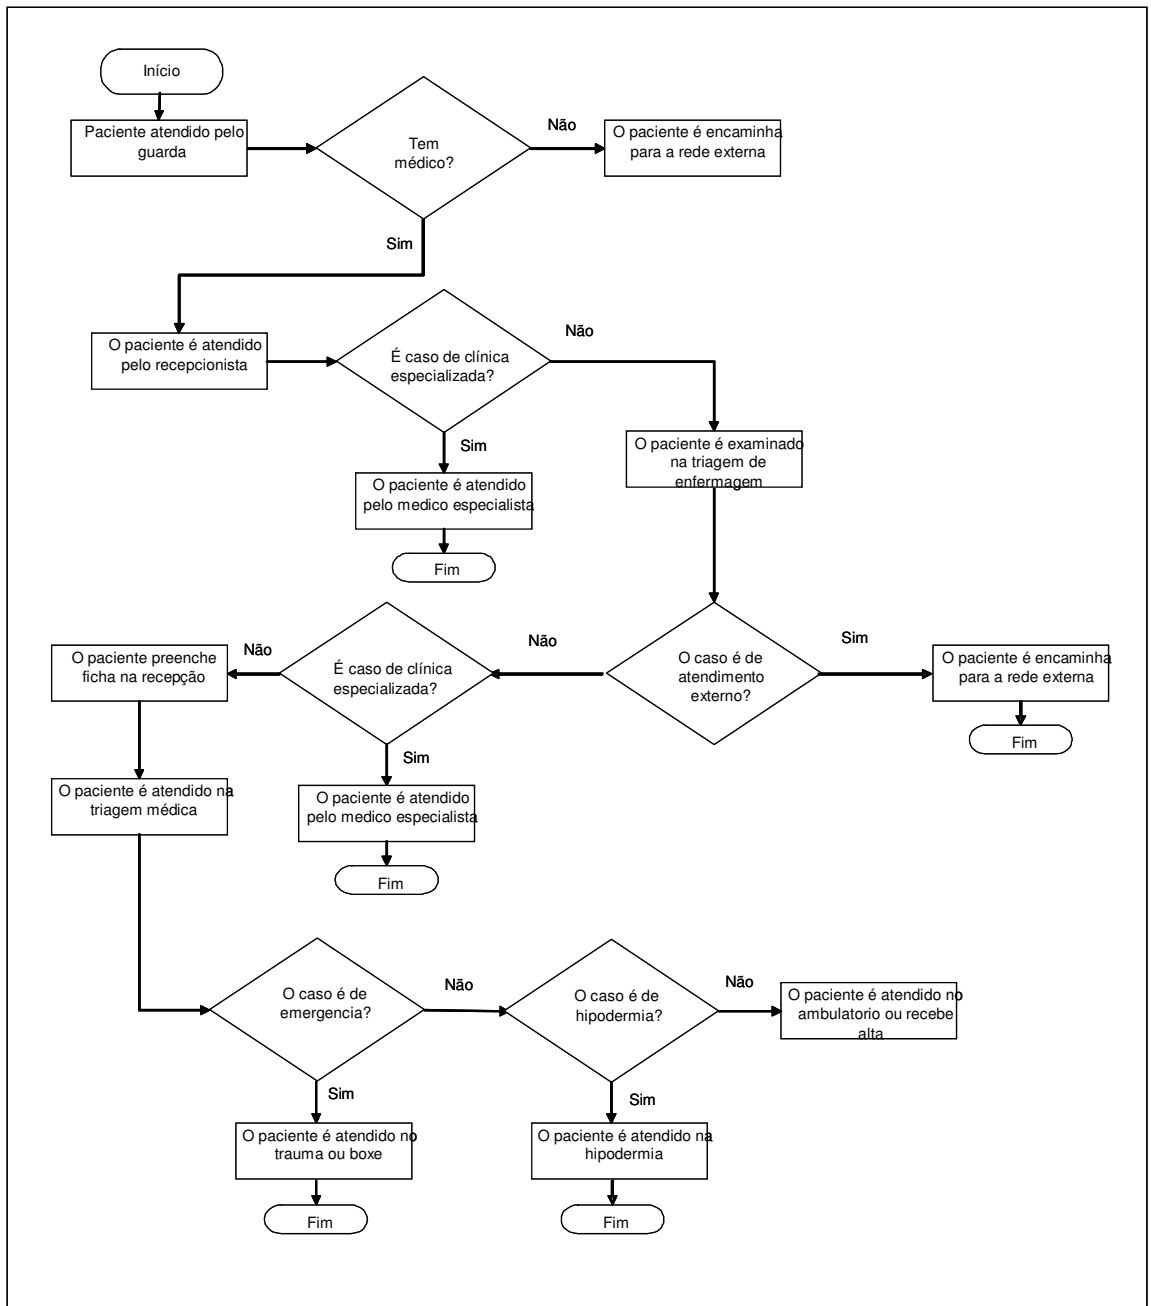 Início
Paciente atendido pelo
guarda
Tem
médico?
Não
O paciente é encaminha
para a rede externa
Sim
O paciente é atendido
pelo recepcionista
É caso de clínica
especializada?
Não
Sim
O paciente é atendido
pelo medico especialista
Fim
O paciente é examinado
na triagem de
enfermagem
O caso é de
atendimento
externo?
Sim
O paciente é encaminha
para a rede externa
Fim
Não
É caso de clínica
especializada?
Sim
O paciente é atendido
pelo medico especialista
Fim
Não
O paciente preenche
ficha na recepção
O paciente é atendido na
triagem médica
O caso é de
emergencia?
Sim
O paciente é atendido no
trauma ou boxe
Fim
Não
O caso é de
hipodermia?
Sim
O paciente é atendido na
hipodermia
Fim
Não
O paciente é atendido no
ambulatorio ou recebe
alta